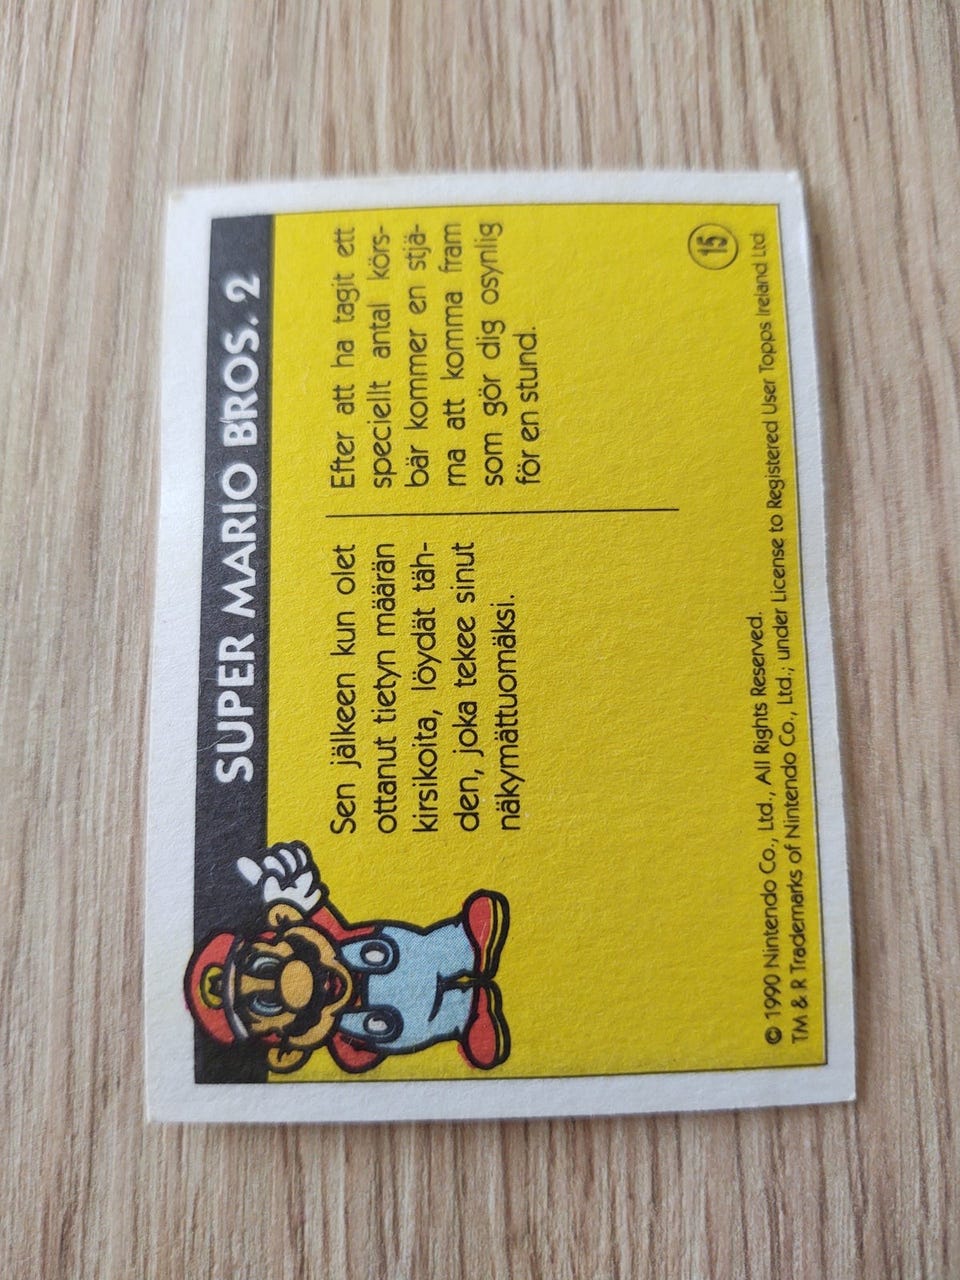 SUPER MARIO BROS. 2
Sen jälkeen kun olet
ottanut tietyn määrän
kirsikoita, löydät täh-
den, joka tekee sinut
näkymättuomäksi.
Efter att ha tagit ett
speciellt antal körs-
bär kommer en stjä-
rna att komma fram
som gör dig osynlig
för en stund.
15
© 1990 Nintendo Co., Ltd., All Rights Reserved.
TM & R Trademarks of Nintendo Co., Ltd.; under License to Registered User Topps Ireland Ltd